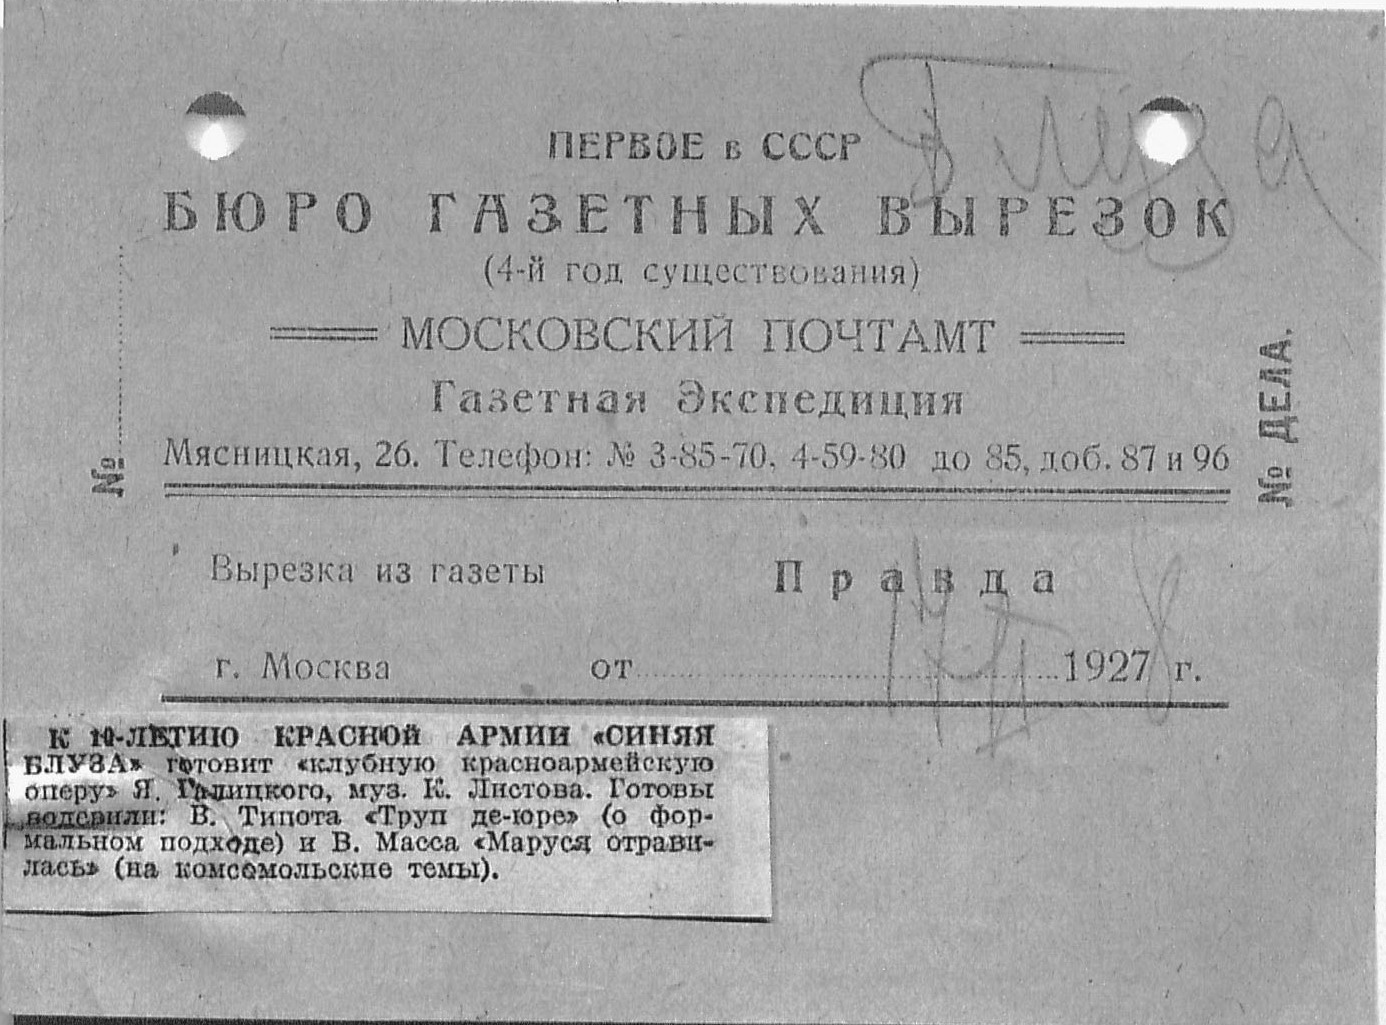 Блуза
ПЕРВОЕ в СССР
БЮРО ГАЗЕТНЫХ ВЫРЕЗОК
(4-й год существования)
МОСКОВСКИЙ ПОЧТАМТ
Газетная Экспедиция
Мясницкая, 26. Телефон: № 3-85-70, 4-59-80 до 85, доб. 87 и 96
№
№ ДЕЛА.
Вырезка из газеты Правда
г. Москва от 1927 г.
8
К 10-ЛЕТИЮ КРАСНОЙ АРМИИ «СИНЯЯ
БЛУЗА» готовит «клубную красноармейскую
оперу» Я. Галицкого, муз. К. Листова. Готовы
водевили: В. Типота «Труп де-юре» (о фор-
мальном подходе) и В. Масса «Маруся отрави-
лась» (на комсомольские темы).